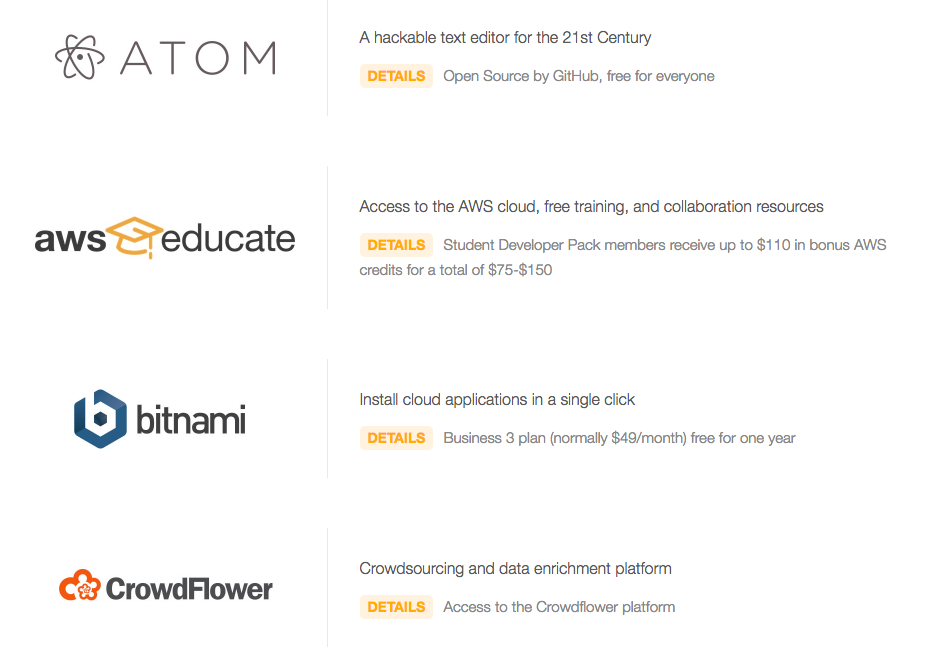 ATOM
A hackable text editor for the 21st Century
DETAILS Open Source by GitHub, free for everyone
aws educate
Access to the AWS cloud, free training, and collaboration resources
DETAILS Student Developer Pack members receive up to $110 in bonus AWS
credits for a total of $75-$150
bitnami
Install cloud applications in a single click
DETAILS Business 3 plan (normally $49/month) free for one year
CrowdFlower
Crowdsourcing and data enrichment platform
DETAILS Access to the Crowdflower platform